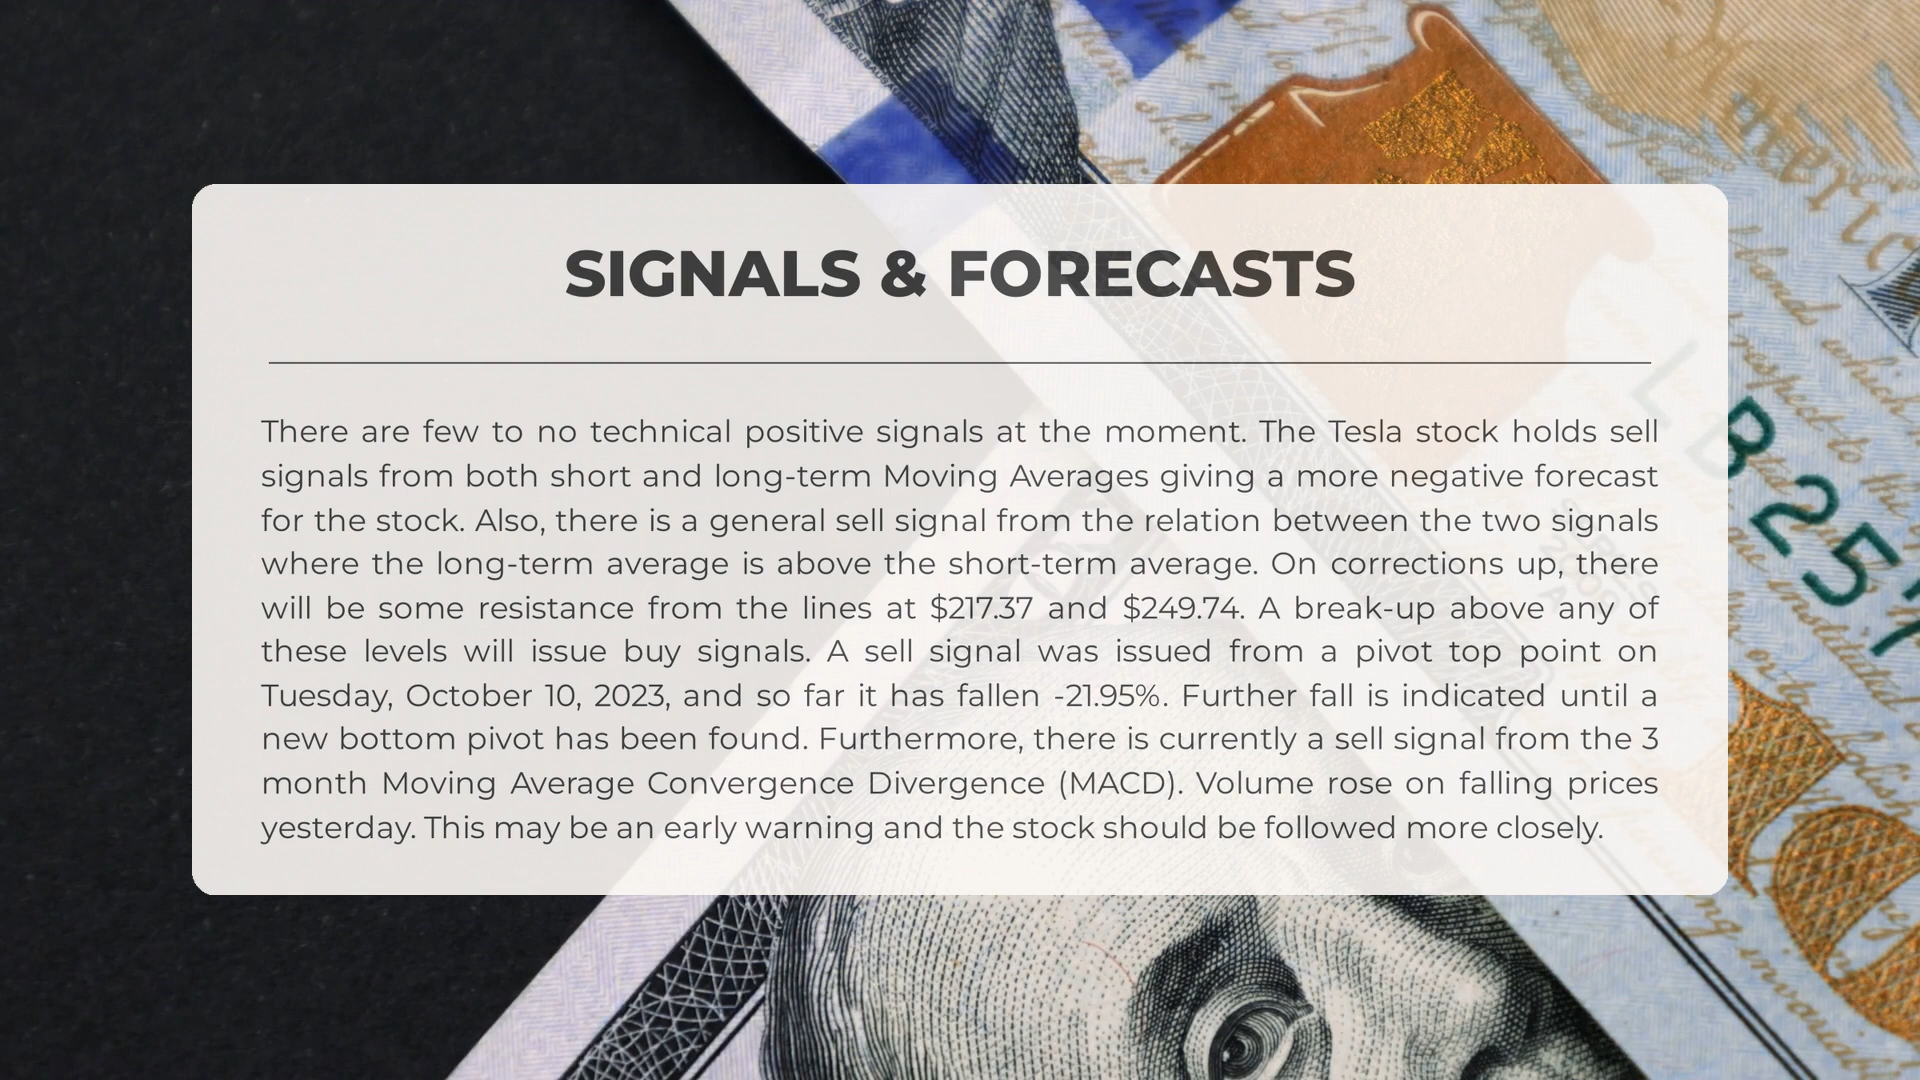 SIGNALS & FORECASTS
There are few to no technical positive signals at the moment. The Tesla stock holds sell
signals from both short and long-term Moving Averages giving a more negative forecast
for the stock. Also, there is a general sell signal from the relation between the two signals
where the long-term average is above the short-term average. On corrections up, there
will be some resistance from the lines at $217.37 and $249.74. A break-up above any of
these levels will issue buy signals. A sell signal was issued from a pivot top point on
Tuesday, October 10, 2023, and so far it has fallen -21.95%. Further fall is indicated until a
new bottom pivot has been found. Furthermore, there is currently a sell signal from the 3
month Moving Average Convergence Divergence (MACD). Volume rose on falling prices
yesterday. This may be an early warning and the stock should be followed more closely.
L B 25